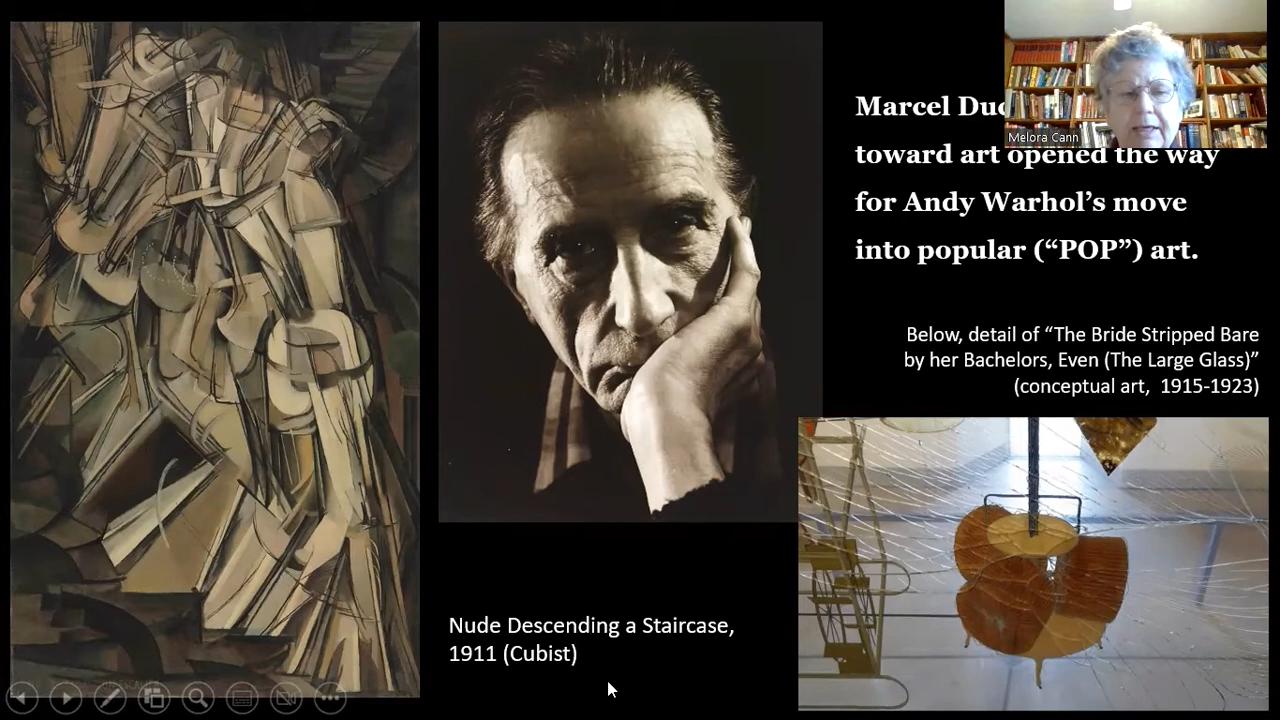 Marcel Duc
toward art opened the way
for Andy Warhol’s move
into popular (“POP”) art.
Melora Cann
Below, detail of “The Bride Stripped Bare
by her Bachelors, Even (The Large Glass)”
(conceptual art, 1915-1923)
Nude Descending a Staircase,
1911 (Cubist)